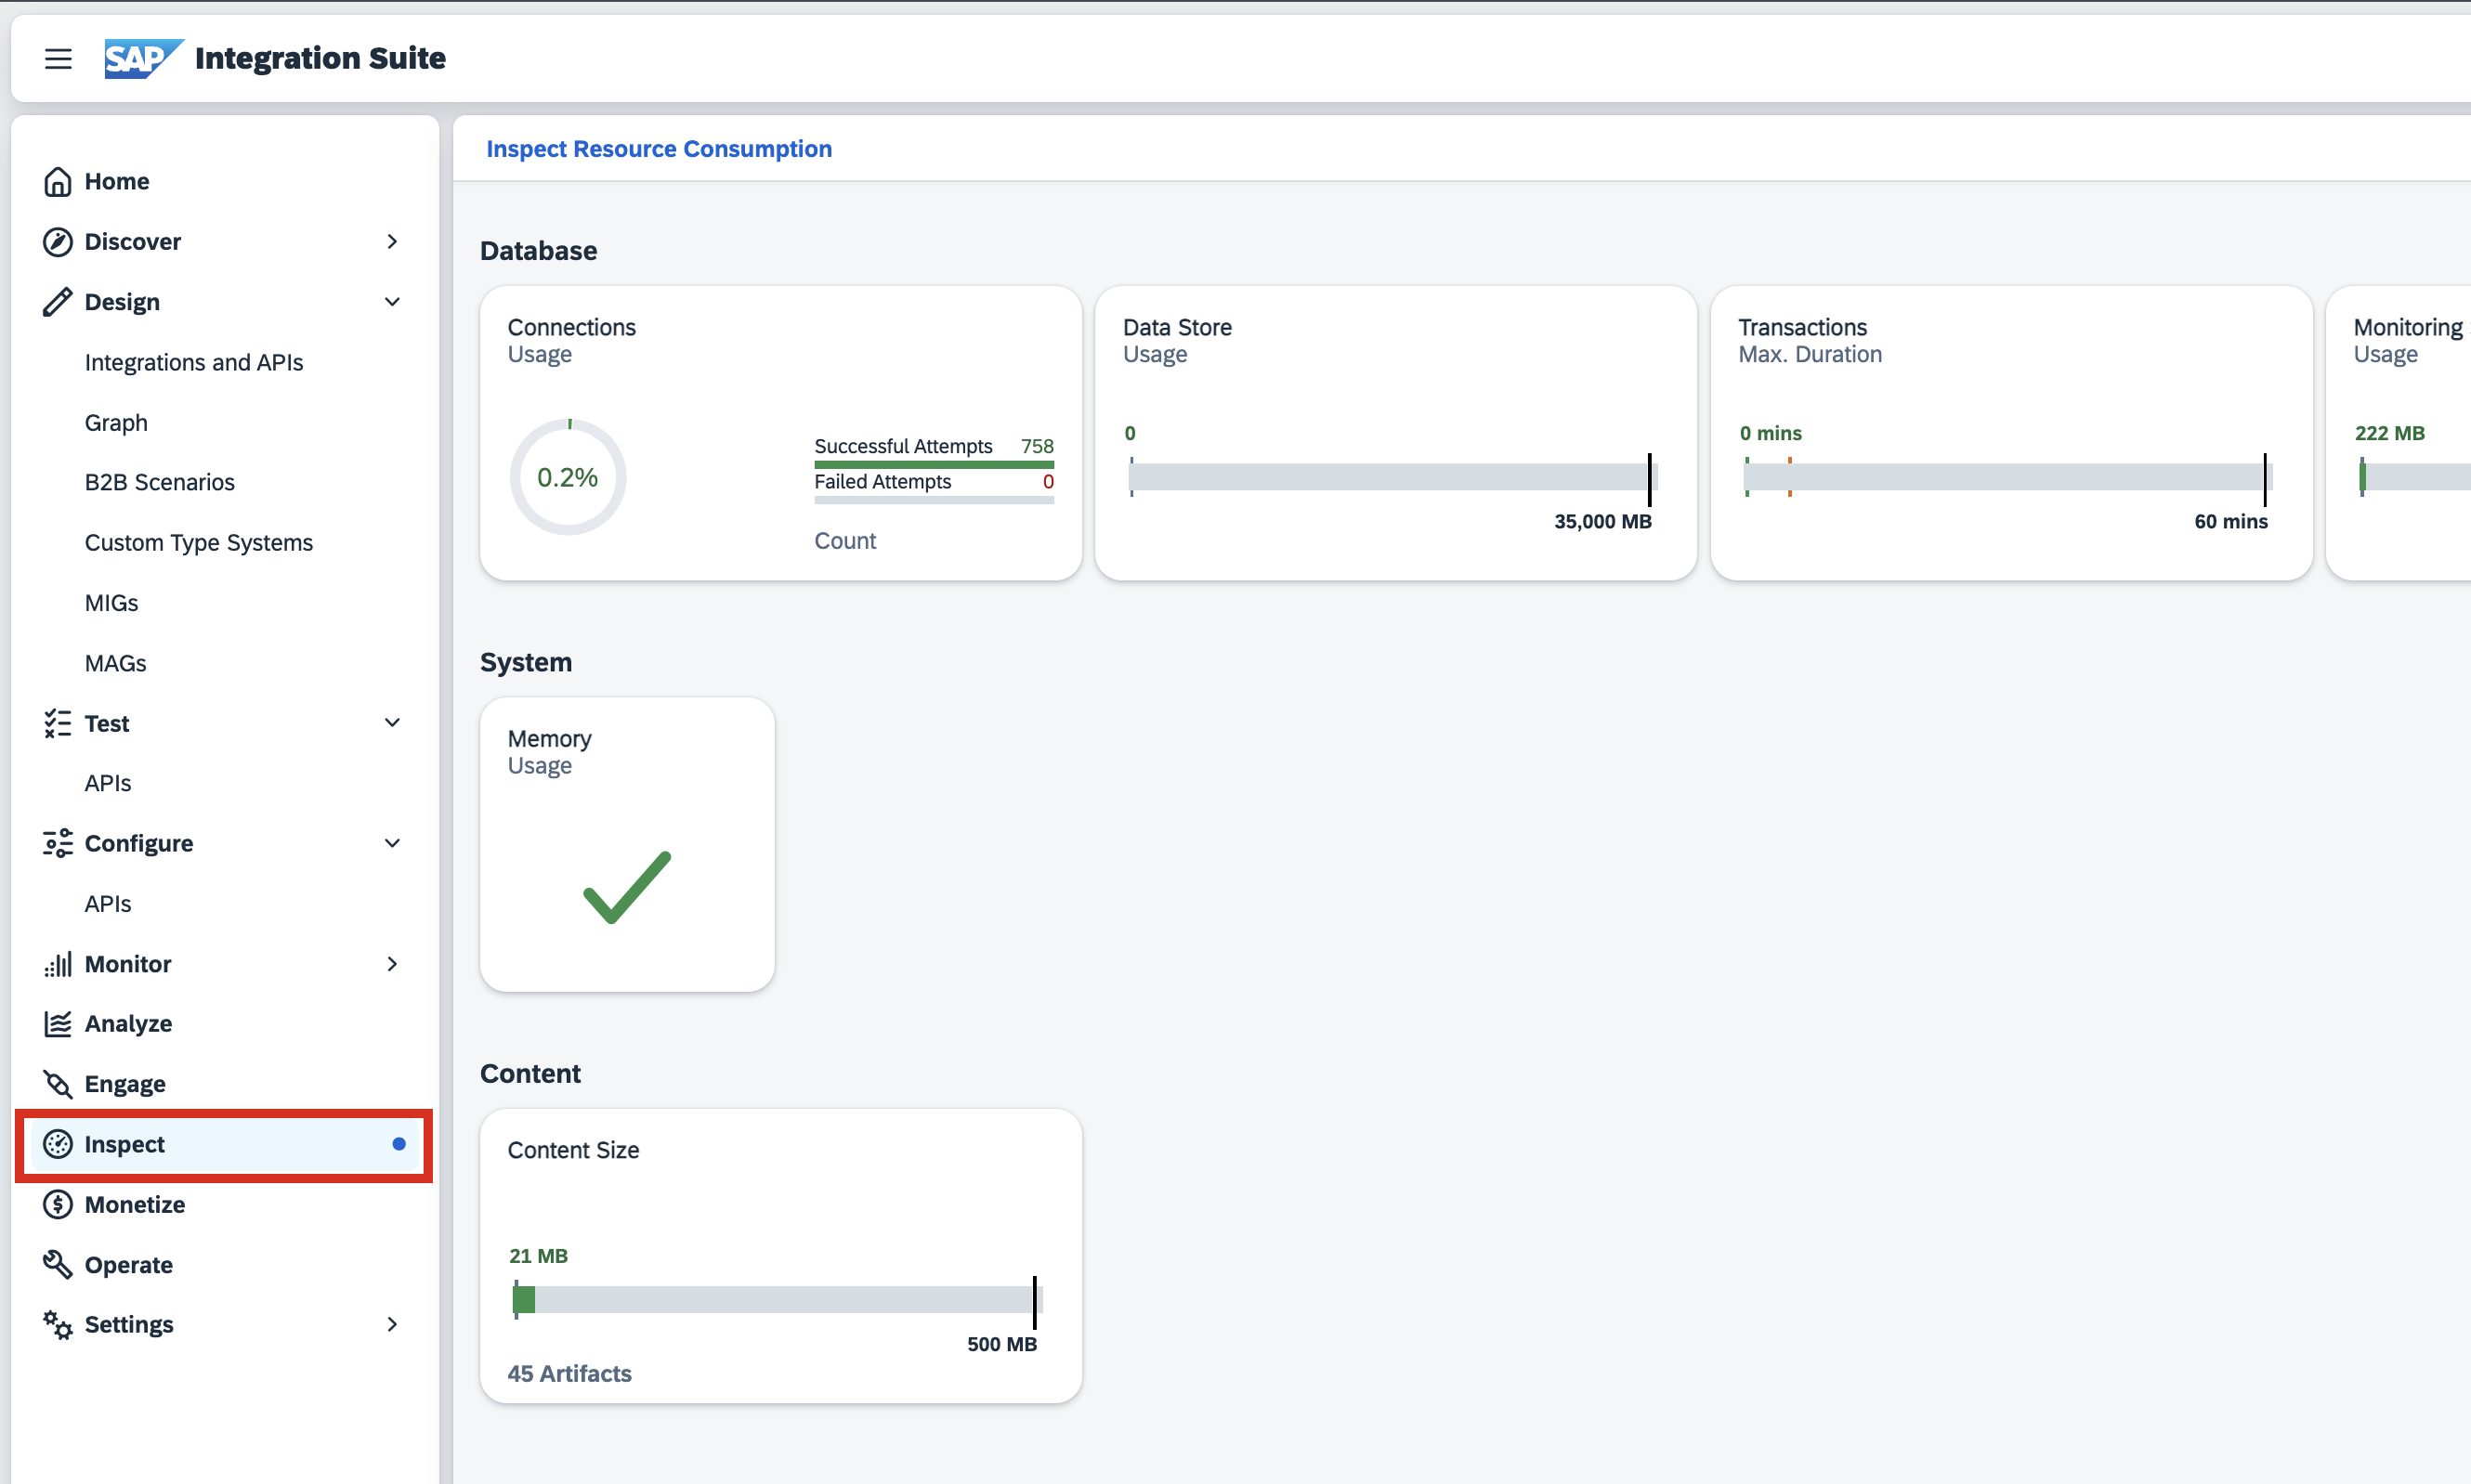 SAP Integration Suite
Home
Discover
Design
Integrations and APIs
Graph
B2B Scenarios
Custom Type Systems
MIGs
MAGs
Test
APIs
Configure
APIs
Monitor
Analyze
Engage
Inspect
Monetize
Operate
Settings
Inspect Resource Consumption
Database
Connections
Usage
0.2%
Successful Attempts 758
Failed Attempts 0
Count
Data Store
Usage
0
35,000 MB
Transactions
Max. Duration
0 mins
60 mins
Monitoring
Usage
222 MB
System
Memory
Usage
Content
Content Size
21 MB
500 MB
45 Artifacts